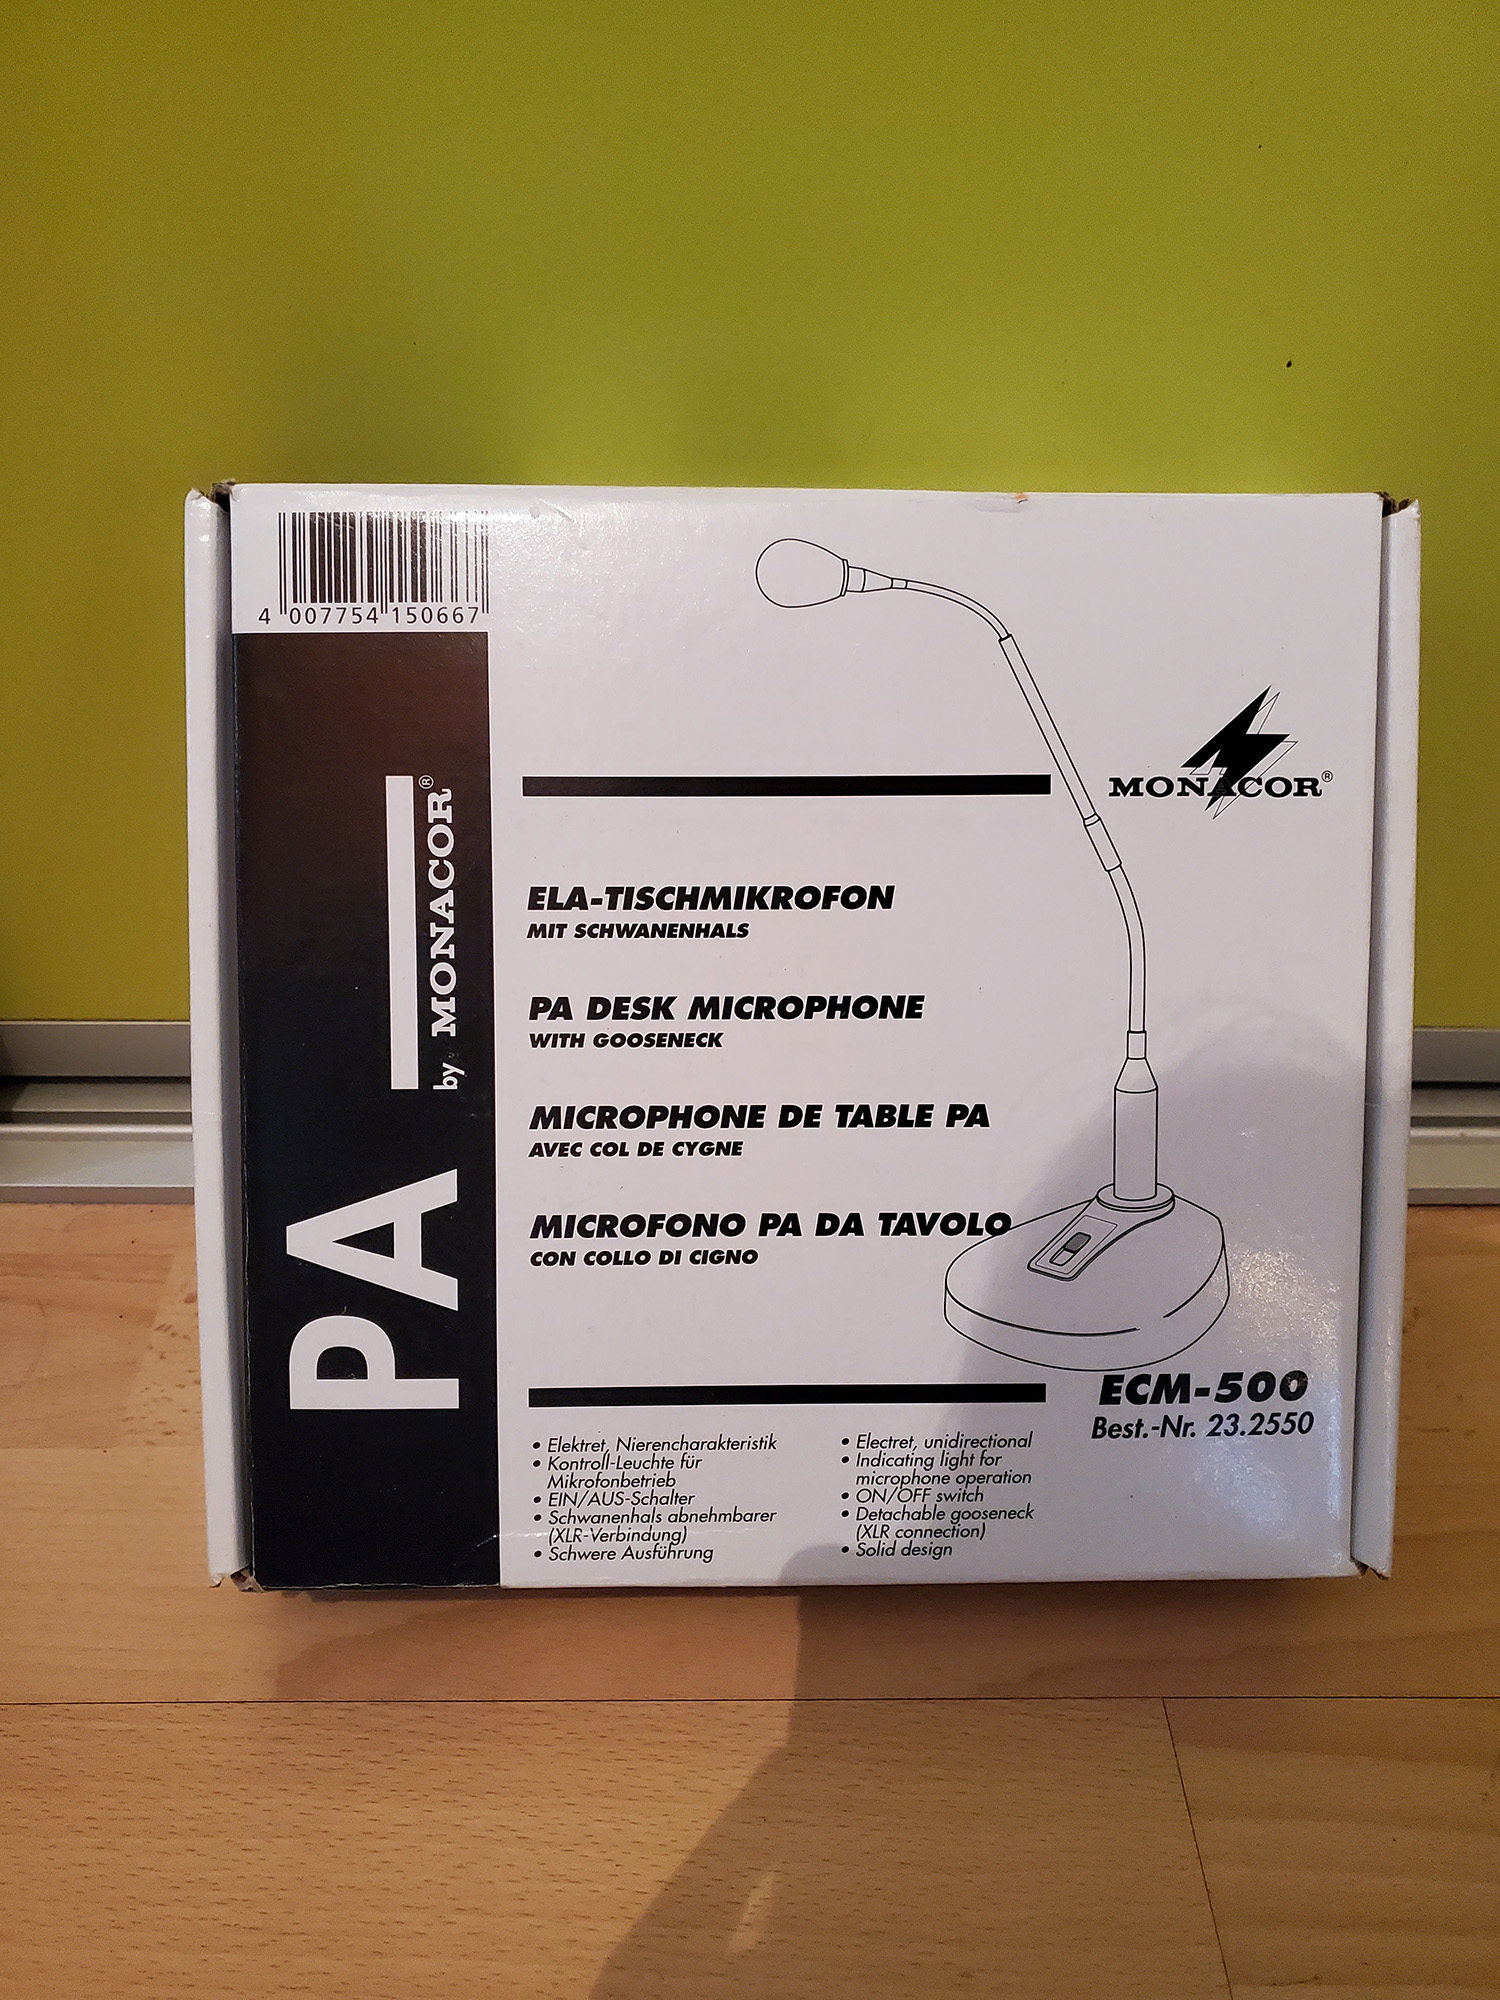 4 007754 150667
PA
by MONACOR®
MONACOR®
ELA-TISCHMIKROFON
MIT SCHWANENHALS
PA DESK MICROPHONE
WITH GOOSENECK
MICROPHONE DE TABLE PA
AVEC COL DE CYGNE
MICROFONO PA DA TAVOLO
CON COLLO DI CIGNO
ECM-500
Best.-Nr. 23.2550
• Elektret, Nierencharakteristik
• Kontroll-Leuchte für
Mikrofonbetrieb
• EIN/AUS-Schalter
• Schwanenhals abnehmbarer
(XLR-Verbindung)
• Schwere Ausführung
• Electret, unidirectional
• Indicating light for
microphone operation
• ON/OFF switch
• Detachable gooseneck
(XLR connection)
• Solid design